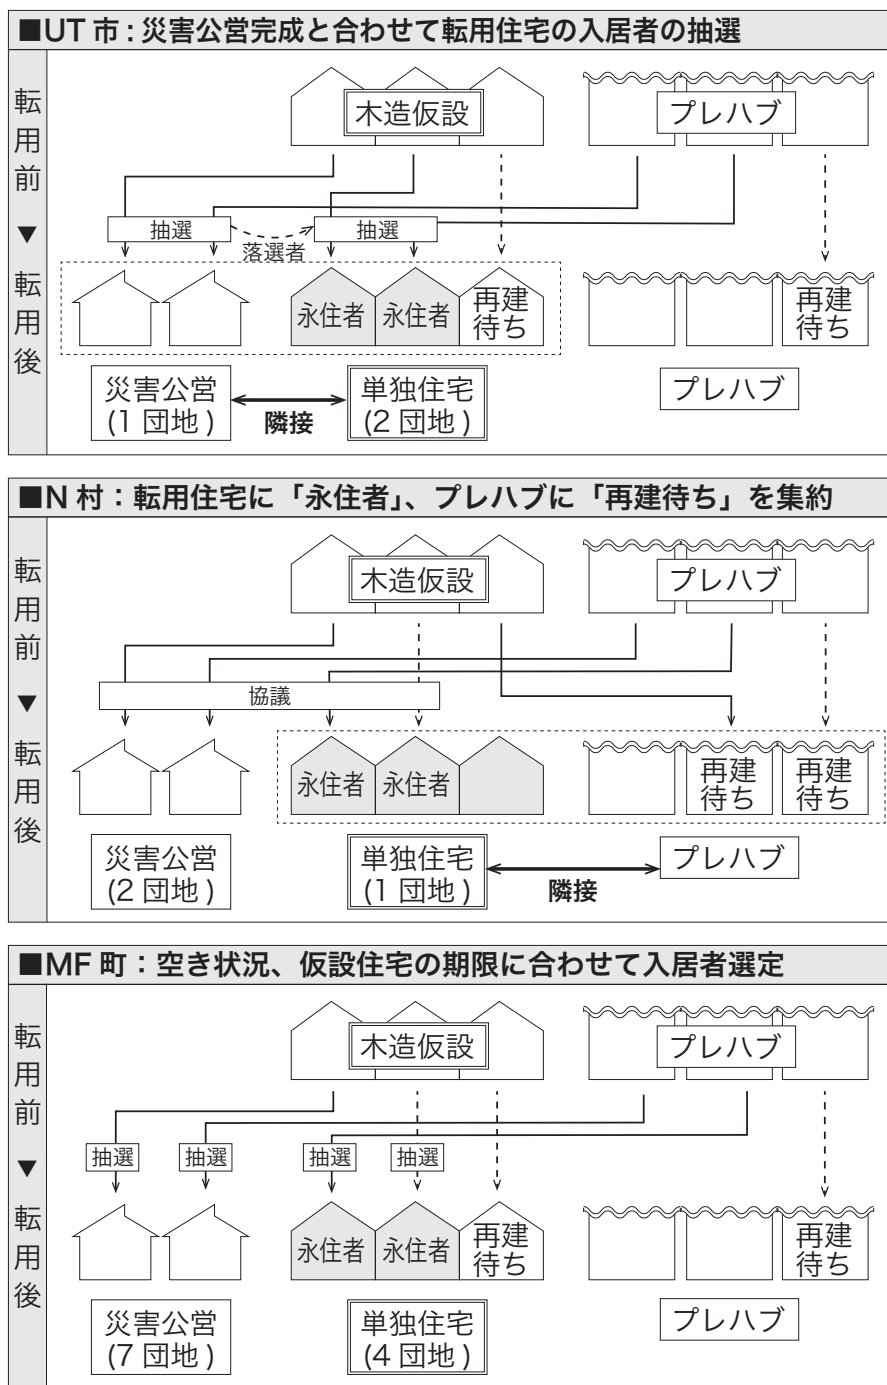 ■UT 市 : 災害公営完成と合わせて転用住宅の入居者の抽選
転用前
▼
転用後
木造仮設
プレハブ
抽選
抽選
落選者
永住者
永住者
再建
待ち
再建
待ち
災害公営
(1 団地 )
隣接
単独住宅
(2 団地 )
プレハブ
■N 村：転用住宅に「永住者」、プレハブに「再建待ち」を集約
転用前
▼
転用後
木造仮設
プレハブ
協議
永住者
永住者
再建
待ち
再建
待ち
災害公営
(2 団地 )
単独住宅
(1 団地 )
隣接
プレハブ
■MF 町：空き状況、仮設住宅の期限に合わせて入居者選定
転用前
▼
転用後
木造仮設
プレハブ
抽選
抽選
抽選
抽選
永住者
永住者
再建
待ち
再建
待ち
災害公営
(7 団地 )
単独住宅
(4 団地 )
プレハブ